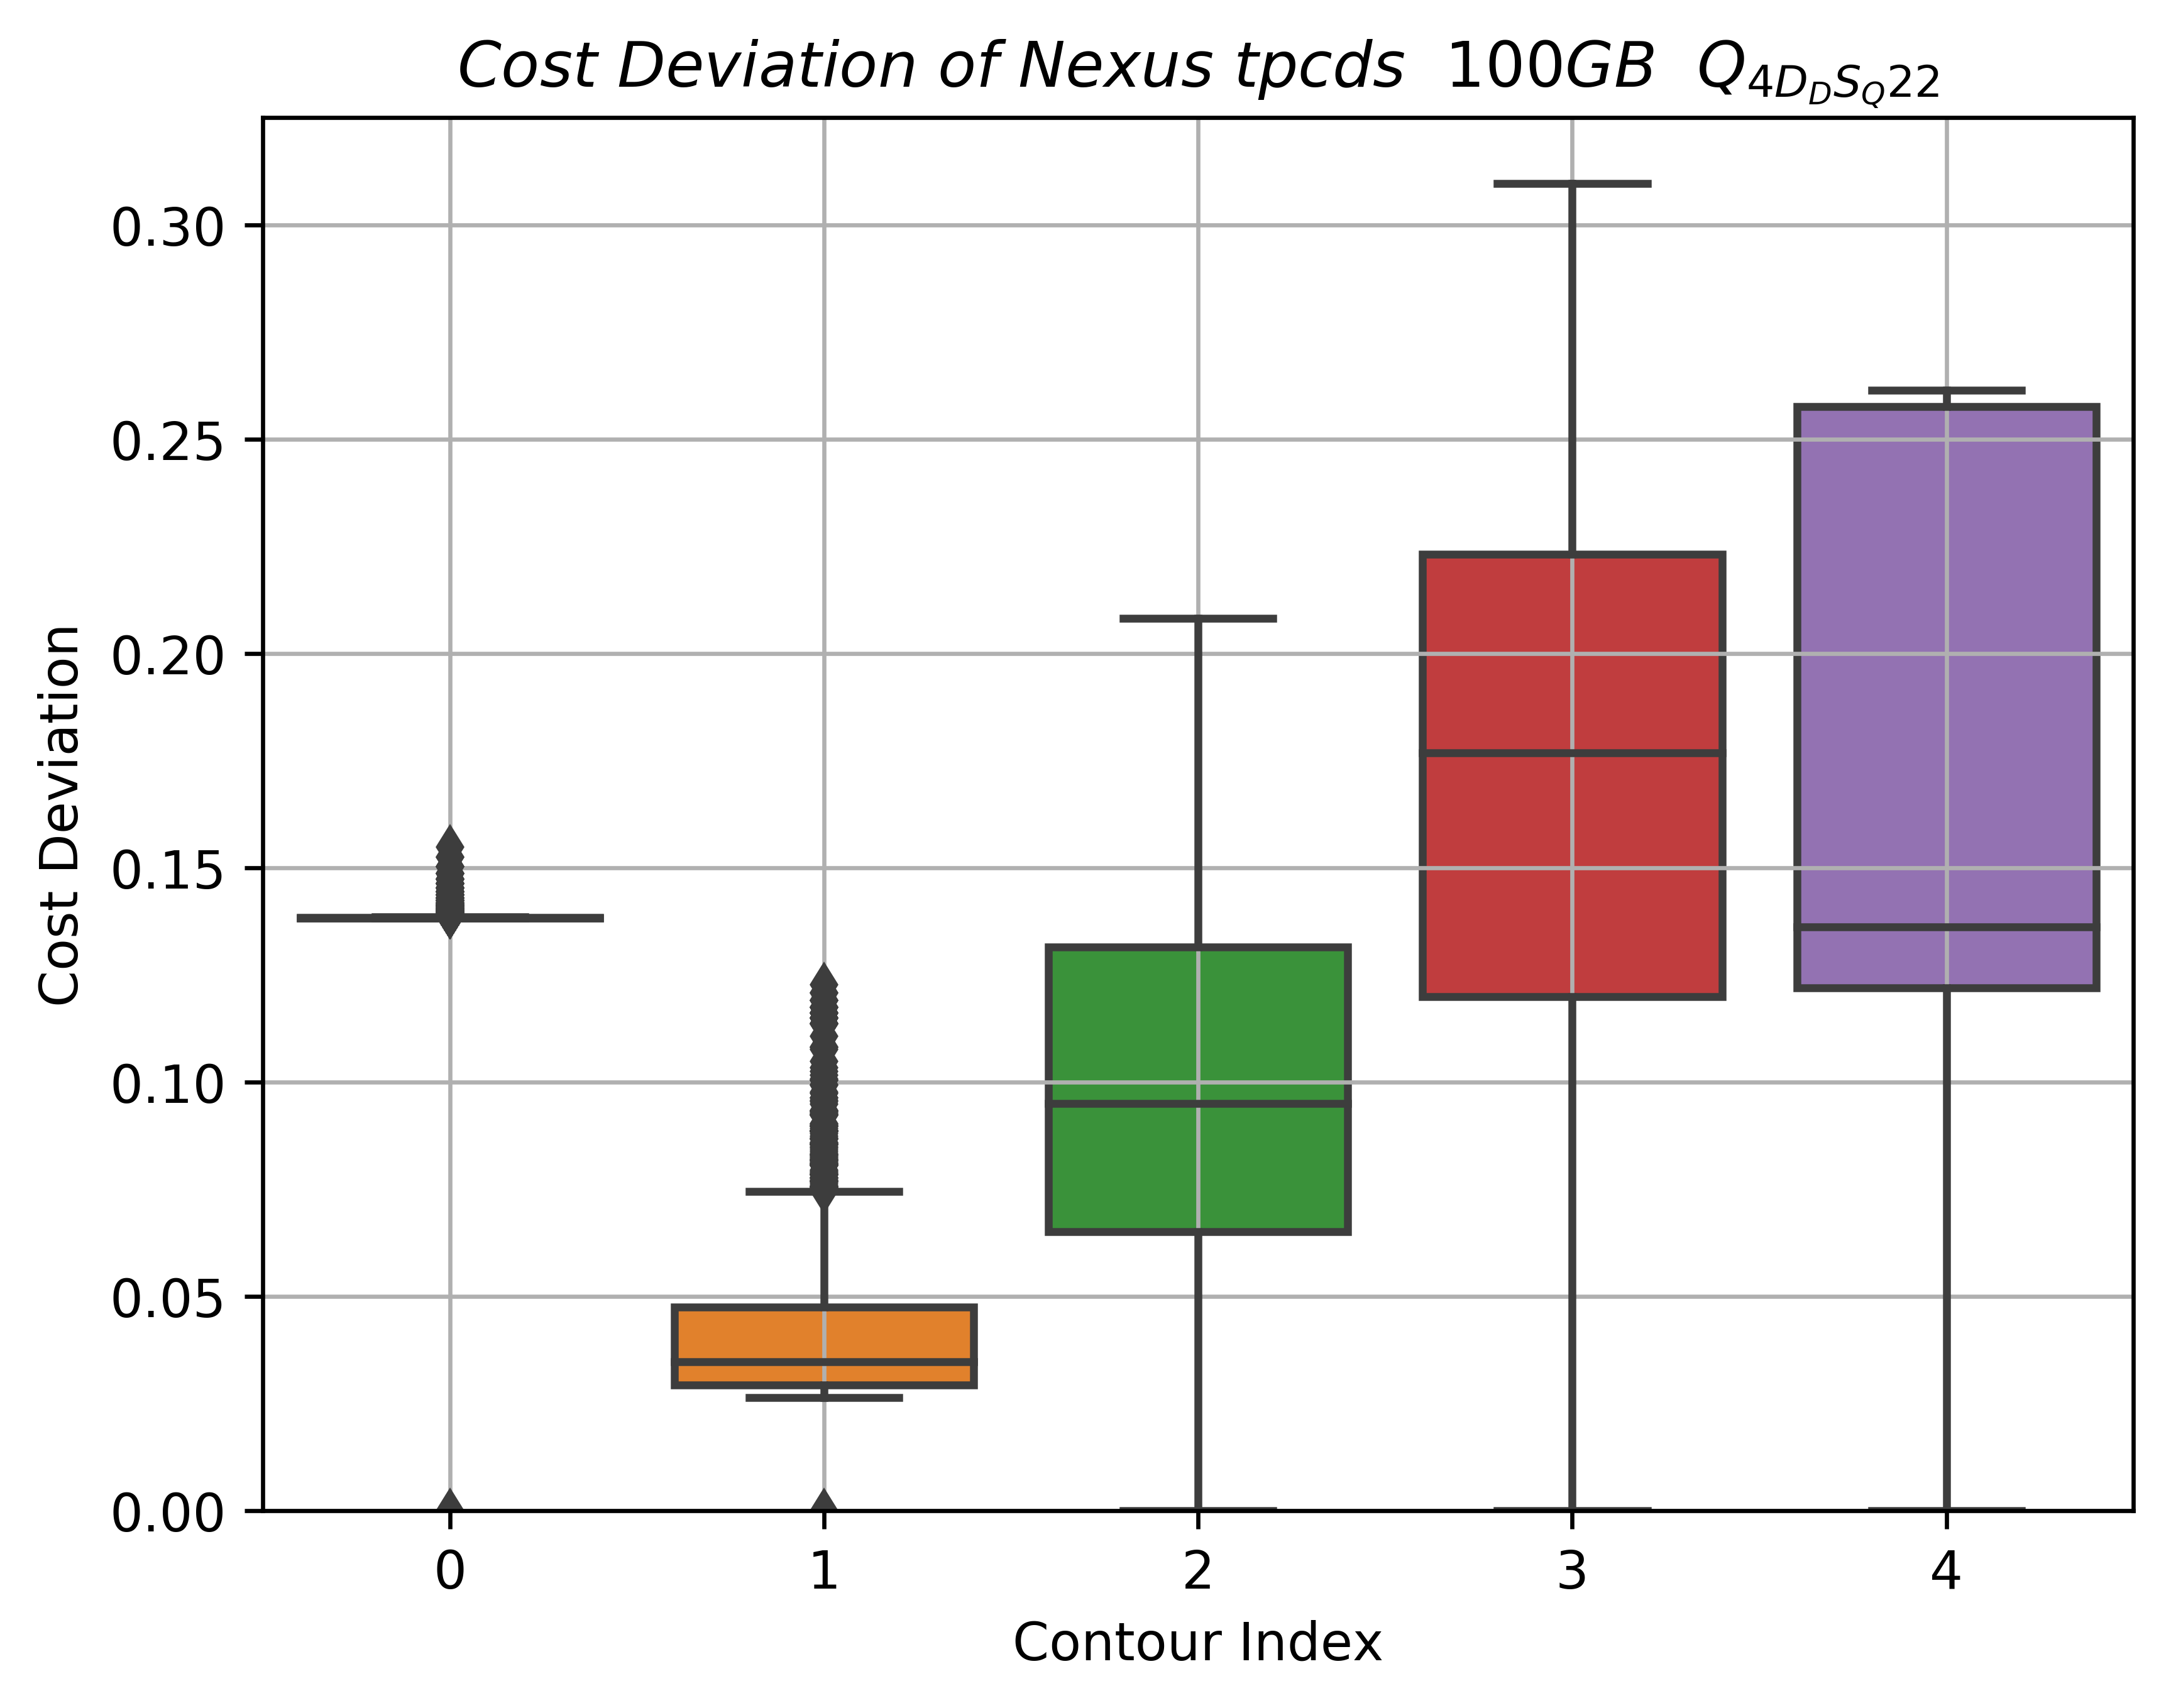 Cost Deviation of Nexus tpcds 100GB Q4DDSQ22
0.30
0.25
0.20
0.15
0.10
0.05
0.00
Cost Deviation
0 1 2 3 4
Contour Index